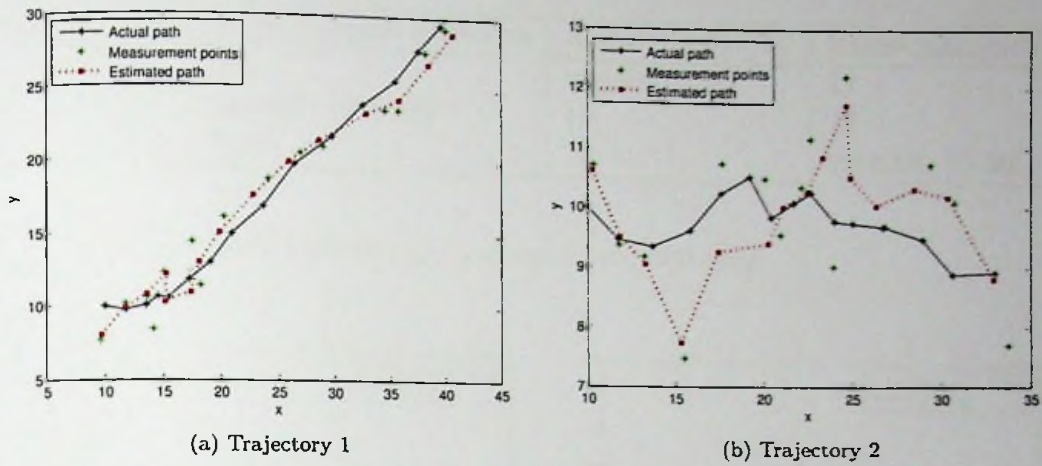 30
25
20
15
10
5
10
15
20
25
30
35
40
45
x
y
Actual path
Measurement points
Estimated path
(a) Trajectory 1
13
12
11
10
9
8
7
10
15
20
25
30
35
x
y
Actual path
Measurement points
Estimated path
(b) Trajectory 2